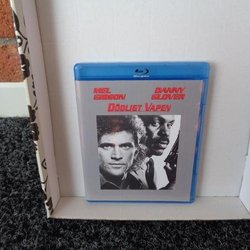 MEL GIBSON
DANNY GLOVER
DÖDLIGT VAPEN